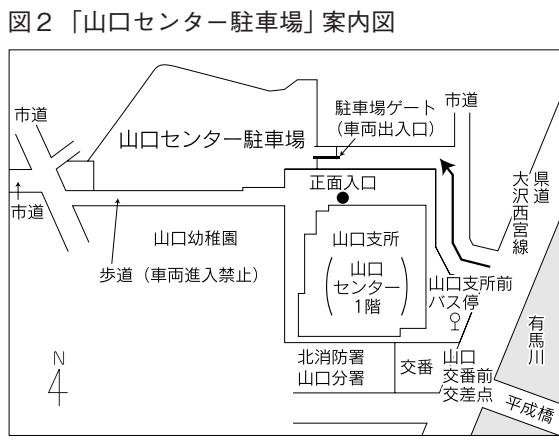 図2「山口センター駐車場」案内図
市道
山口センター駐車場
駐車場ゲート
（車両出入口）
市道
県道
大沢西宮線
市道
正面入口
山口幼稚園
歩道（車両進入禁止）
山口支所
（山口
センター
1階）
山口支所前
バス停
有馬川
N
北消防署
山口分署
交番
山口
交番前
交差点
平成橋